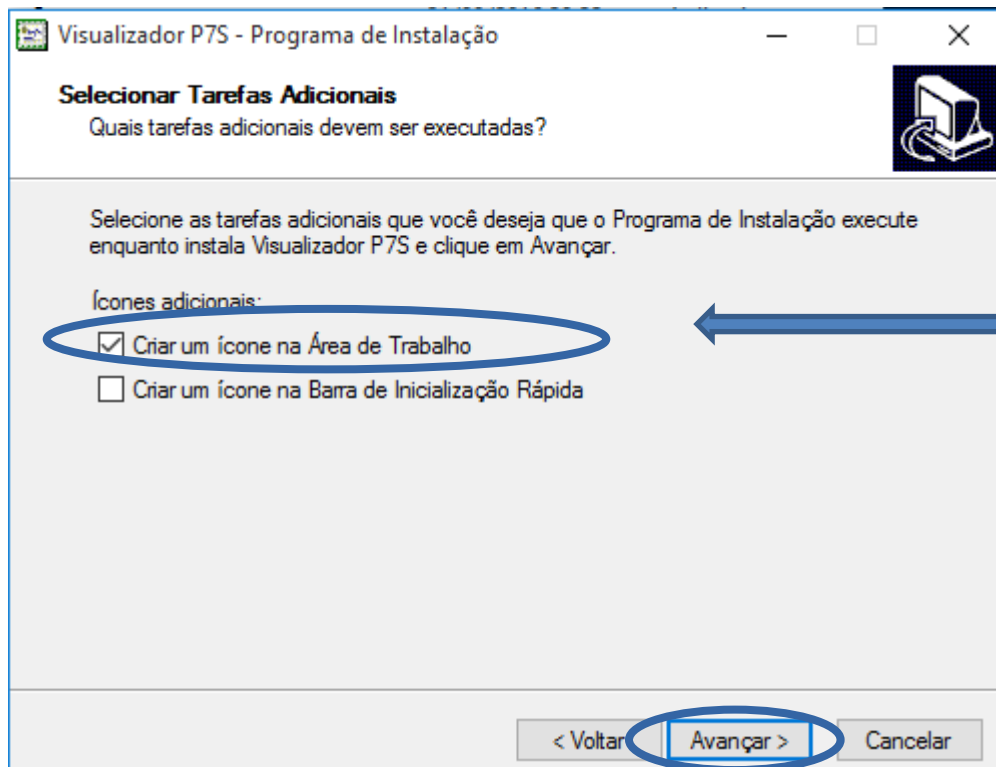 Visualizador P7S - Programa de Instalação
Selecionar Tarefas Adicionais
Quais tarefas adicionais devem ser executadas?
Selecione as tarefas adicionais que você deseja que o Programa de Instalação execute
enquanto instala Visualizador P7S e clique em Avançar.
Ícones adicionais:
Criar um ícone na Área de Trabalho
Criar um ícone na Barra de Inicialização Rápida
< Voltar
Avançar >
Cancelar